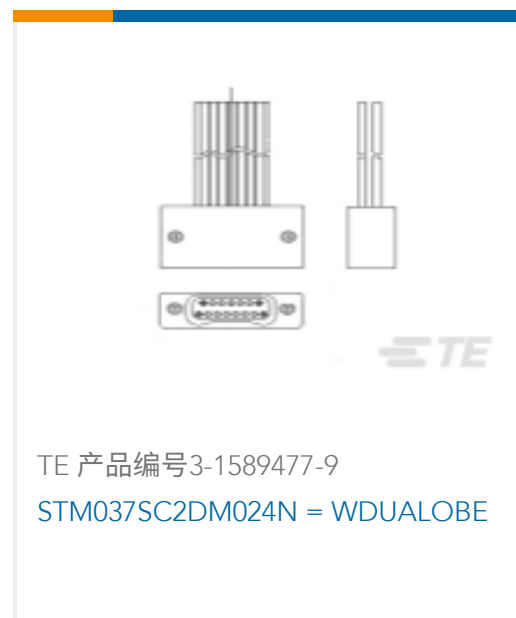 TE
TE 产品编号3-1589477-9
STM037SC2DM024N = WDUALOBE